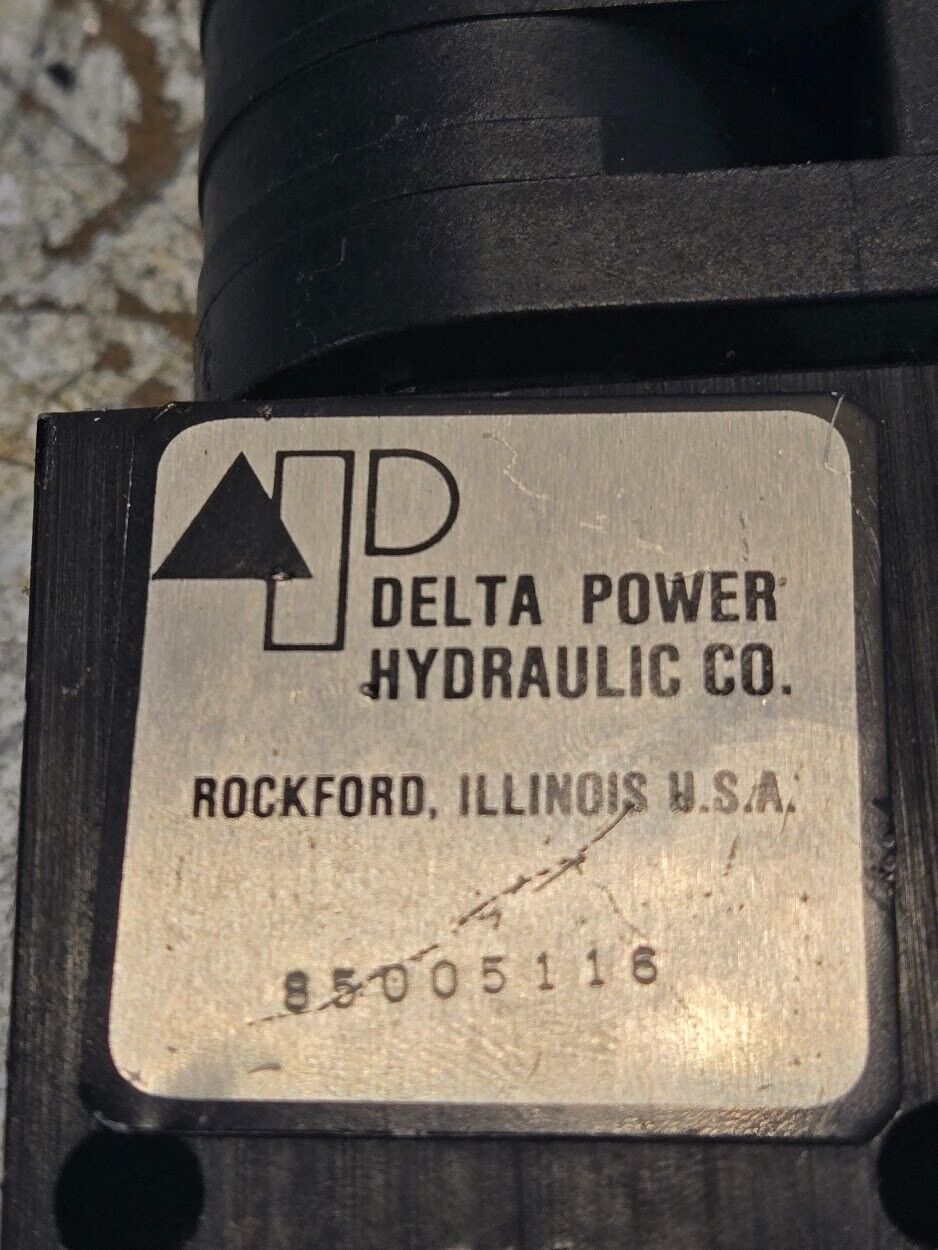 DELTA POWER
HYDRAULIC CO.
ROCKFORD, ILLINOIS U.S.A.
85005116